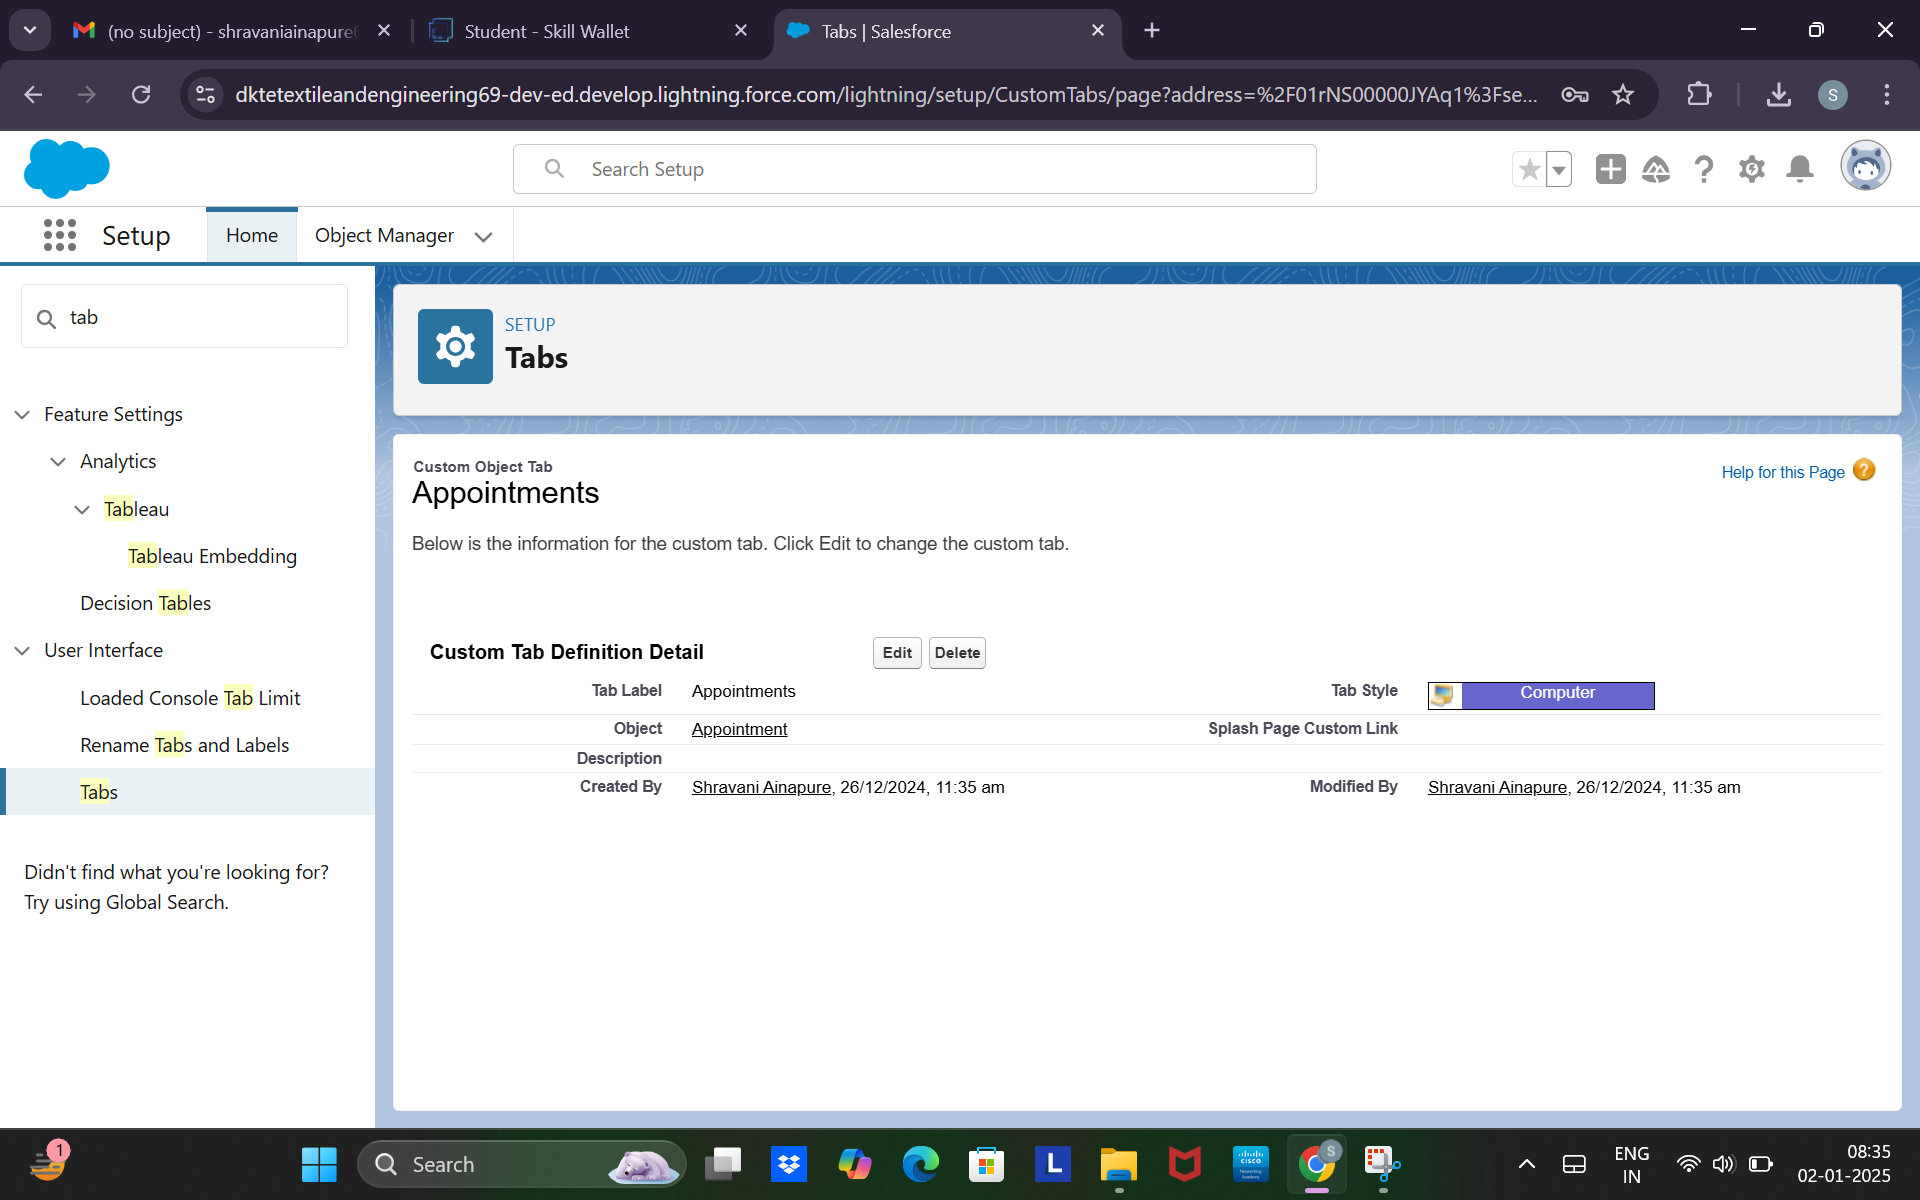 (no subject) - shravaniainapure
Student - Skill Wallet
Tabs | Salesforce
dktetextileandengineering69-dev-ed.develop.lightning.force.com/lightning/setup/CustomTabs/page?address=%2F01rNS00000JYAq1%3Fse...
S
Search Setup
Setup
Home
Object Manager
tab
Feature Settings
Analytics
Tableau
Tableau Embedding
Decision Tables
User Interface
Loaded Console Tab Limit
Rename Tabs and Labels
Tabs
Didn't find what you're looking for?
Try using Global Search.
SETUP
Tabs
Custom Object Tab
Appointments
Help for this Page
Below is the information for the custom tab. Click Edit to change the custom tab.
Custom Tab Definition Detail
Edit
Delete
Tab Label Appointments
Tab Style Computer
Object Appointment
Splash Page Custom Link
Description
Created By Shravani Ainapure, 26/12/2024, 11:35 am
Modified By Shravani Ainapure, 26/12/2024, 11:35 am
1
Search
L
CISCO
S
ENG
IN
08:35
02-01-2025